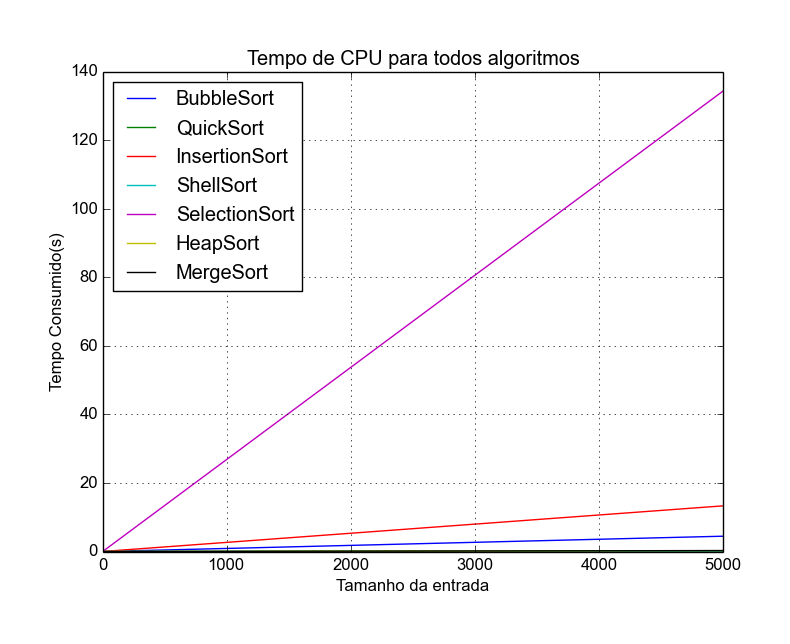 Tempo de CPU para todos algoritmos
140
120
100
80
60
40
20
0
Tempo Consumido(s)
BubbleSort
QuickSort
InsertionSort
ShellSort
SelectionSort
HeapSort
MergeSort
0 1000 2000 3000 4000 5000
Tamanho da entrada